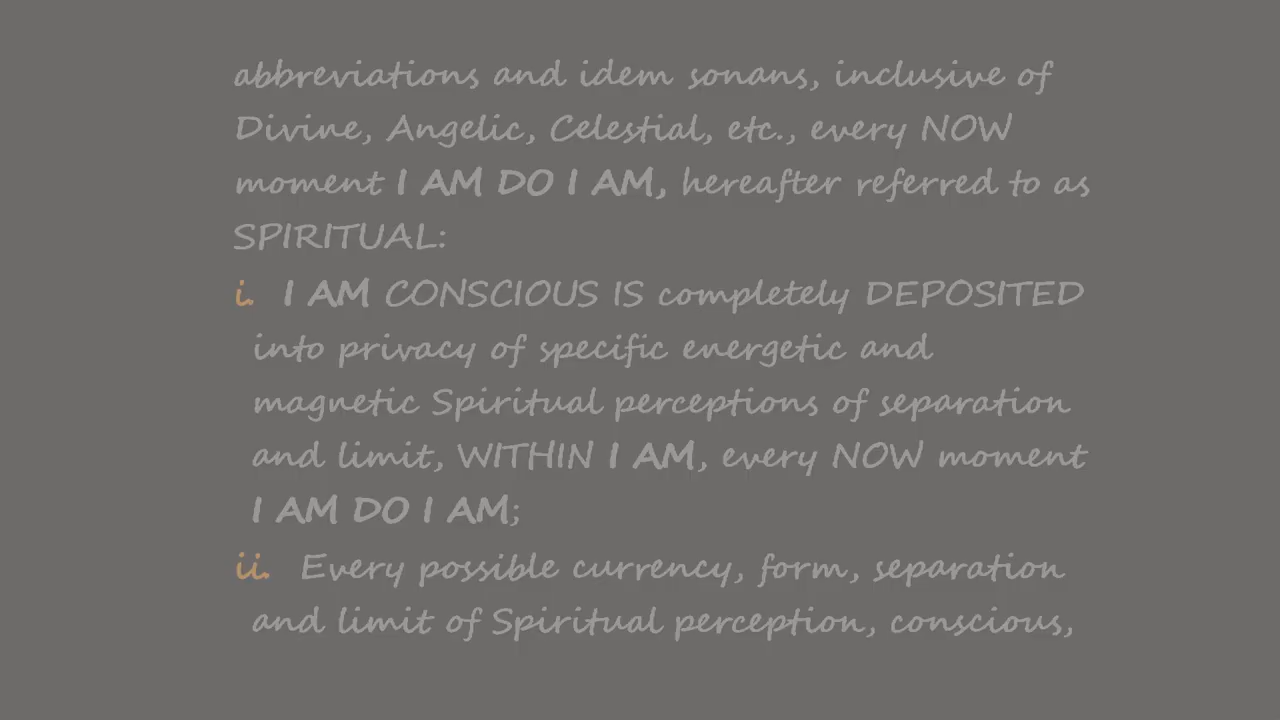 abbreviations and idem sonans, inclusive of
Divine, Angelic, Celestial, etc., every NOW
moment I AM DO I AM, hereafter referred to as
SPIRITUAL:
i. I AM CONSCIOUS IS completely DEPOSITED
into privacy of specific energetic and
magnetic Spiritual perceptions of separation
and limit, WITHIN I AM, every NOW moment
I AM DO I AM;
ii. Every possible currency, form, separation
and limit of Spiritual perception, conscious,